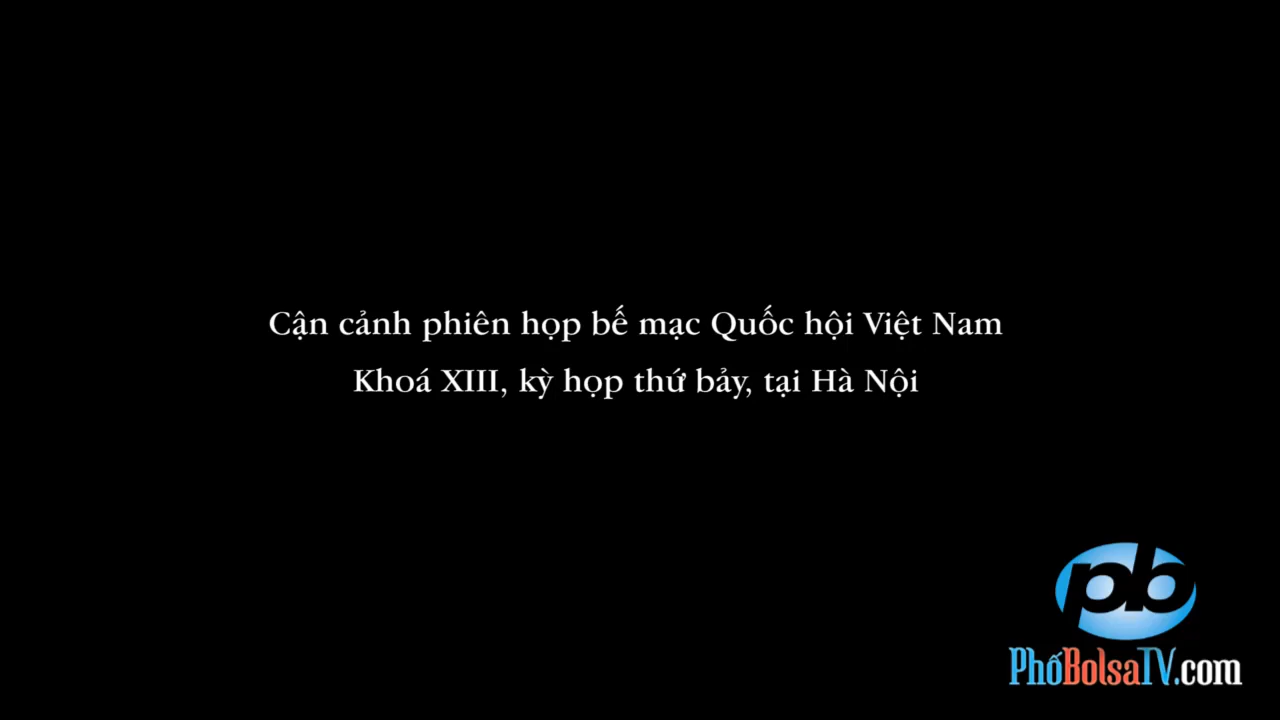 Cận cảnh phiên họp bế mạc Quốc hội Việt Nam
Khoá XIII, kỳ họp thứ bảy, tại Hà Nội
pb
PhốBolsaTV.com